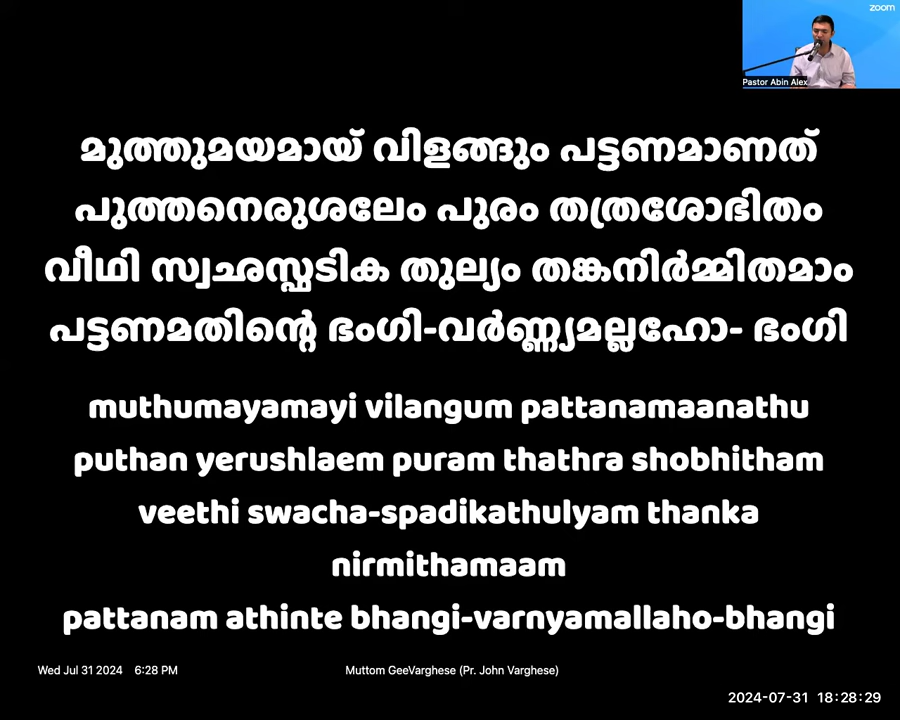 zoom
Pastor Abin Alex
മുത്തുമയമായ് വിളങ്ങും പട്ടണമാണത്
പുത്തനെരുശലേം പുരം തത്രശോഭിതം
വീഥി സ്വഛസ്ഫടിക തുല്യം തങ്കനിർമ്മിതമാം
പട്ടണമതിന്റെ ഭംഗി-വർണ്ണ്യമല്ലഹോ- ഭംഗി
muthumayamayi vilangum pattanamaanathu
puthan yerushlaem puram thathra shobhitham
veethi swacha-spadikathulyam thanka
nirmithamaam
pattanam athinte bhangi-varnyamallaho-bhangi
Wed Jul 31 2024 6:28 PM
Muttom GeeVarghese (Pr. John Varghese)
2024-07-31 18:28:29